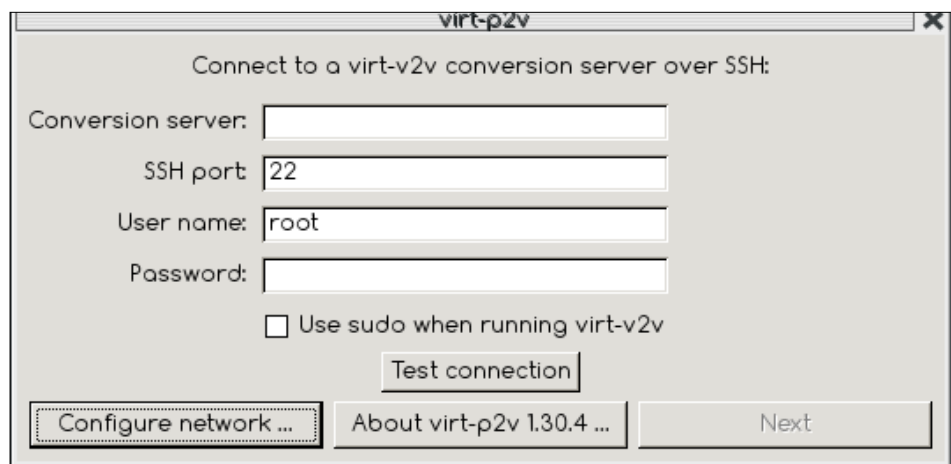 virt-p2v
Connect to a virt-v2v conversion server over SSH:
Conversion server:
SSH port: 22
User name: root
Password:
Use sudo when running virt-v2v
Test connection
Configure network ... About virt-p2v 1.30.4 ... Next